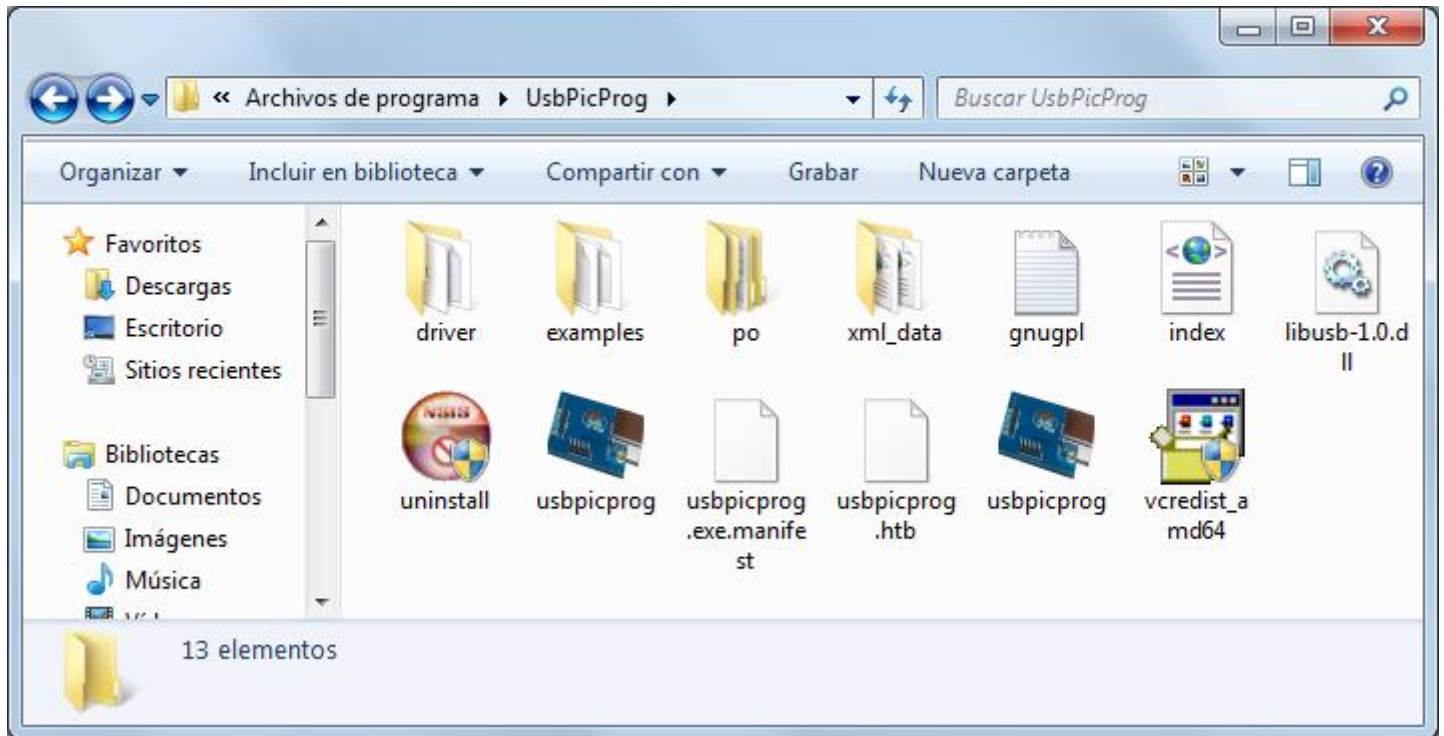 « Archivos de programa UsbPicProg Buscar UsbPicProg
Organizar Incluir en biblioteca Compartir con Grabar Nueva carpeta
Favoritos
Descargas
Escritorio
Sitios recientes
Bibliotecas
Documentos
Imágenes
Música
driver examples po xml_data gnugpl index libusb-1.0.d
ll
NSIS
uninstall usbpicprog usbpicprog usbpicprog usbpicprog vcredist_a
.exe.manife .htb md64
st
13 elementos